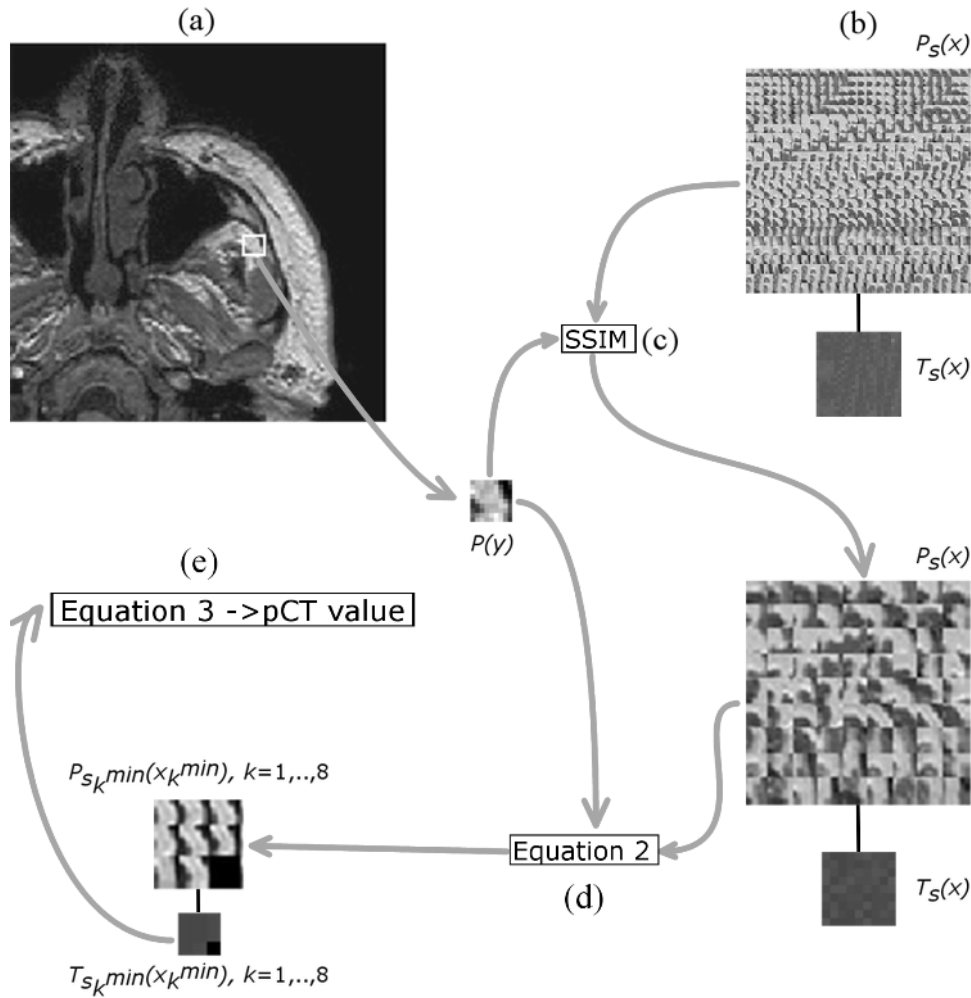 (a)
(b)
P_s(x)
SSIM (c)
T_s(x)
P(y)
(e)
P_s(x)
Equation 3 ->pCT value
P_{s_k^{min}}(x_k^{min}), k=1,..,8
Equation 2
T_s(x)
(d)
T_{s_k^{min}}(x_k^{min}), k=1,..,8